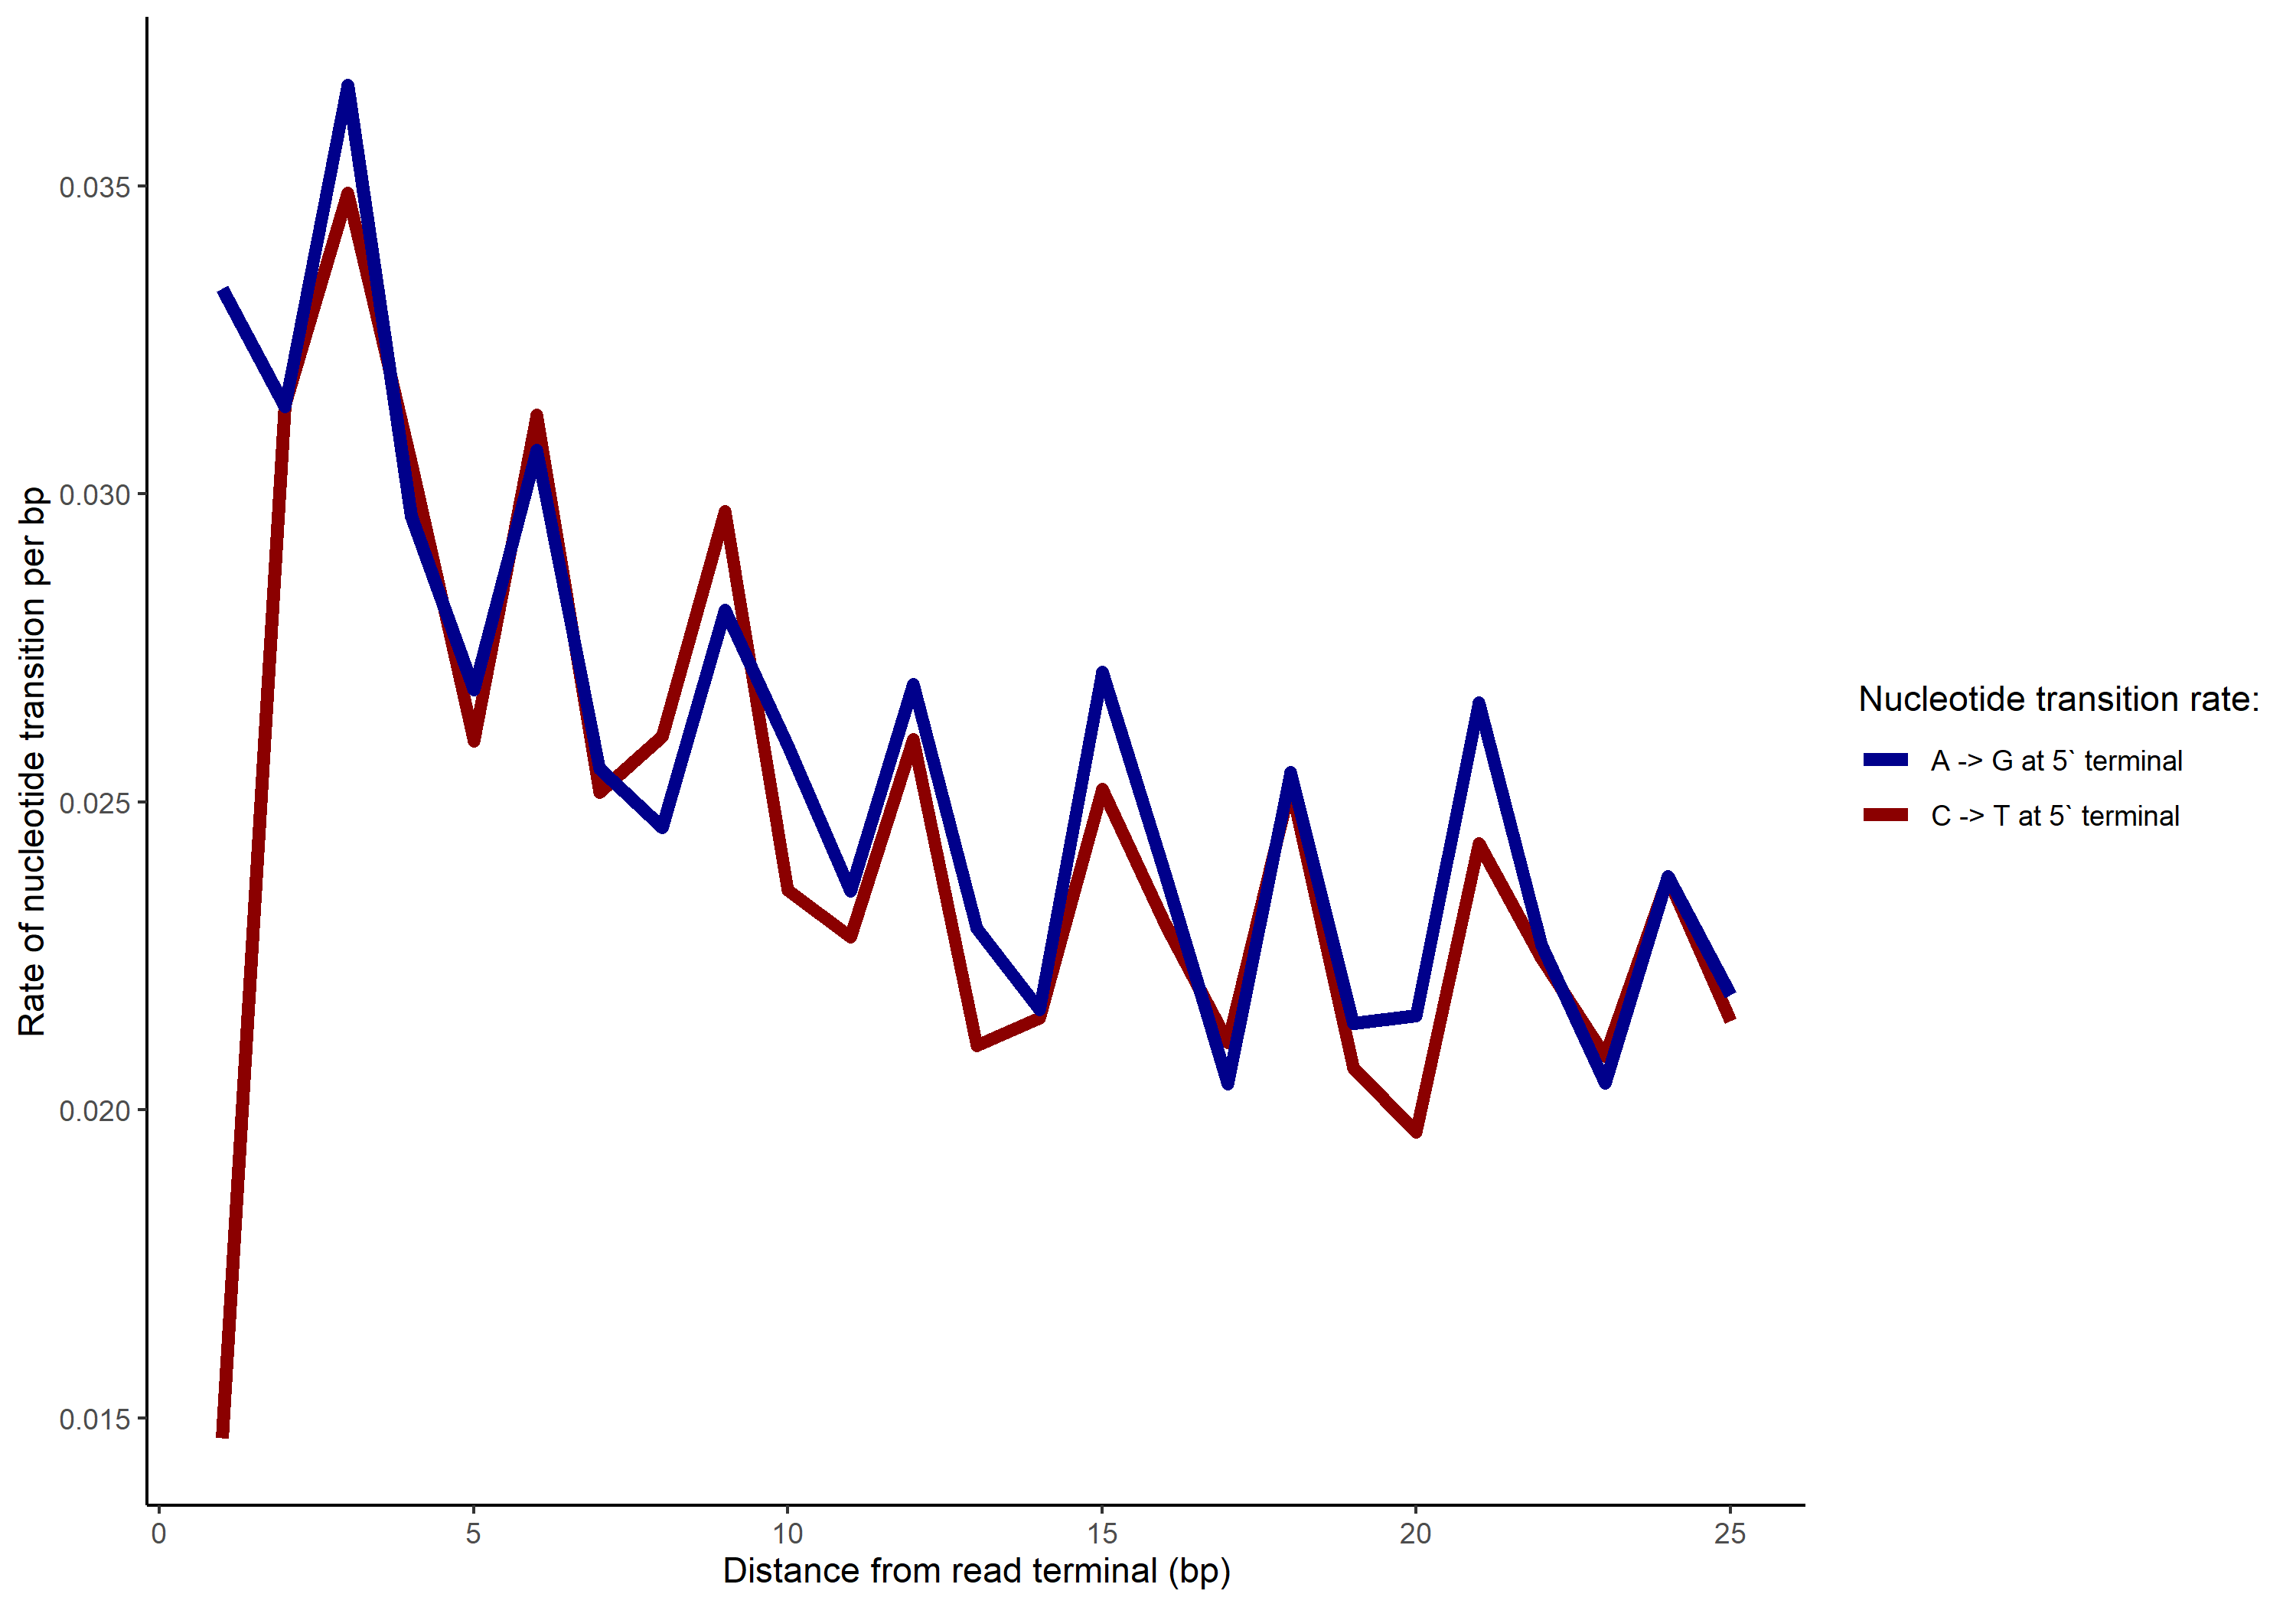 Rate of nucleotide transition per bp
0.035
0.030
0.025
0.020
0.015
0
5
10
15
20
25
Distance from read terminal (bp)
Nucleotide transition rate:
A -> G at 5` terminal
C -> T at 5` terminal